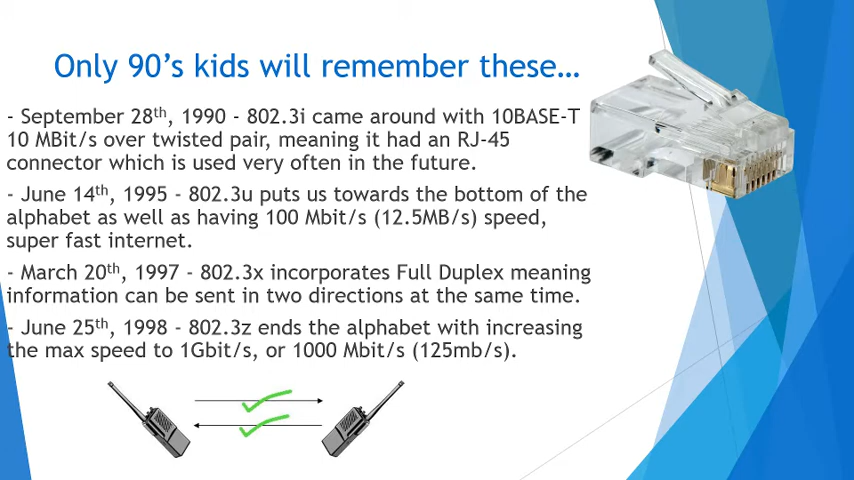 Only 90’s kids will remember these…
- September 28th, 1990 - 802.3i came around with 10BASE-T
10 MBit/s over twisted pair, meaning it had an RJ-45
connector which is used very often in the future.
- June 14th, 1995 - 802.3u puts us towards the bottom of the
alphabet as well as having 100 Mbit/s (12.5MB/s) speed,
super fast internet.
- March 20th, 1997 - 802.3x incorporates Full Duplex meaning
information can be sent in two directions at the same time.
- June 25th, 1998 - 802.3z ends the alphabet with increasing
the max speed to 1Gbit/s, or 1000 Mbit/s (125mb/s).